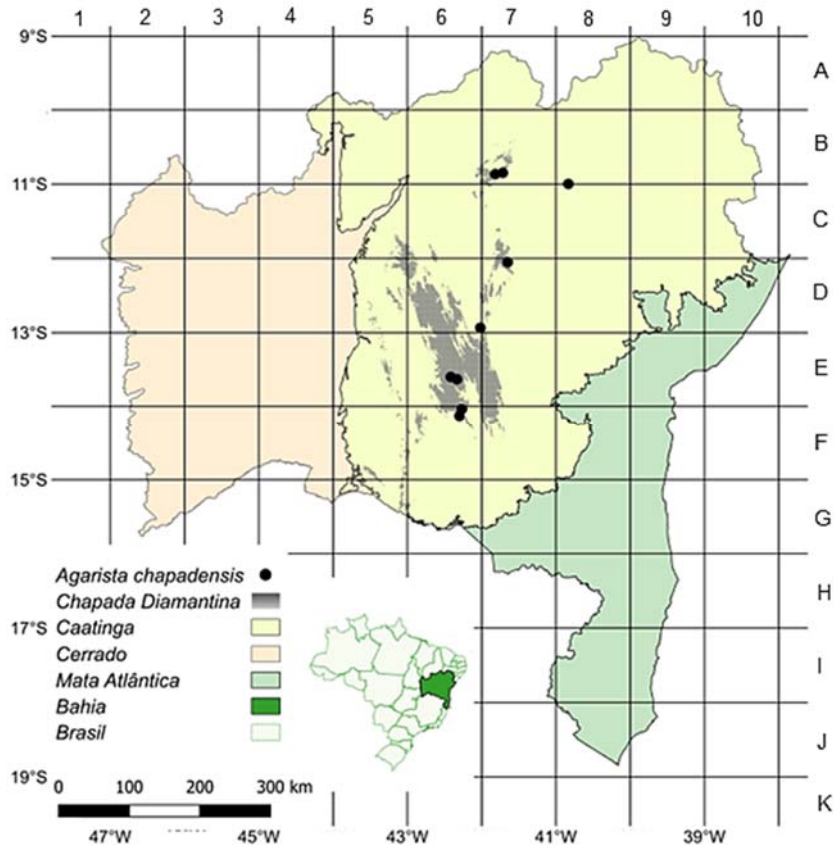 1 2 3 4 5 6 7 8 9 10
9°S
A
B
11°S
C
D
13°S
E
F
15°S
G
Agarista chapadensis
Chapada Diamantina
H
Caatinga
17°S
Cerrado
I
Mata Atlântica
Bahia
Brasil
J
19°S
0 100 200 300 km
K
47°W 45°W 43°W 41°W 39°W